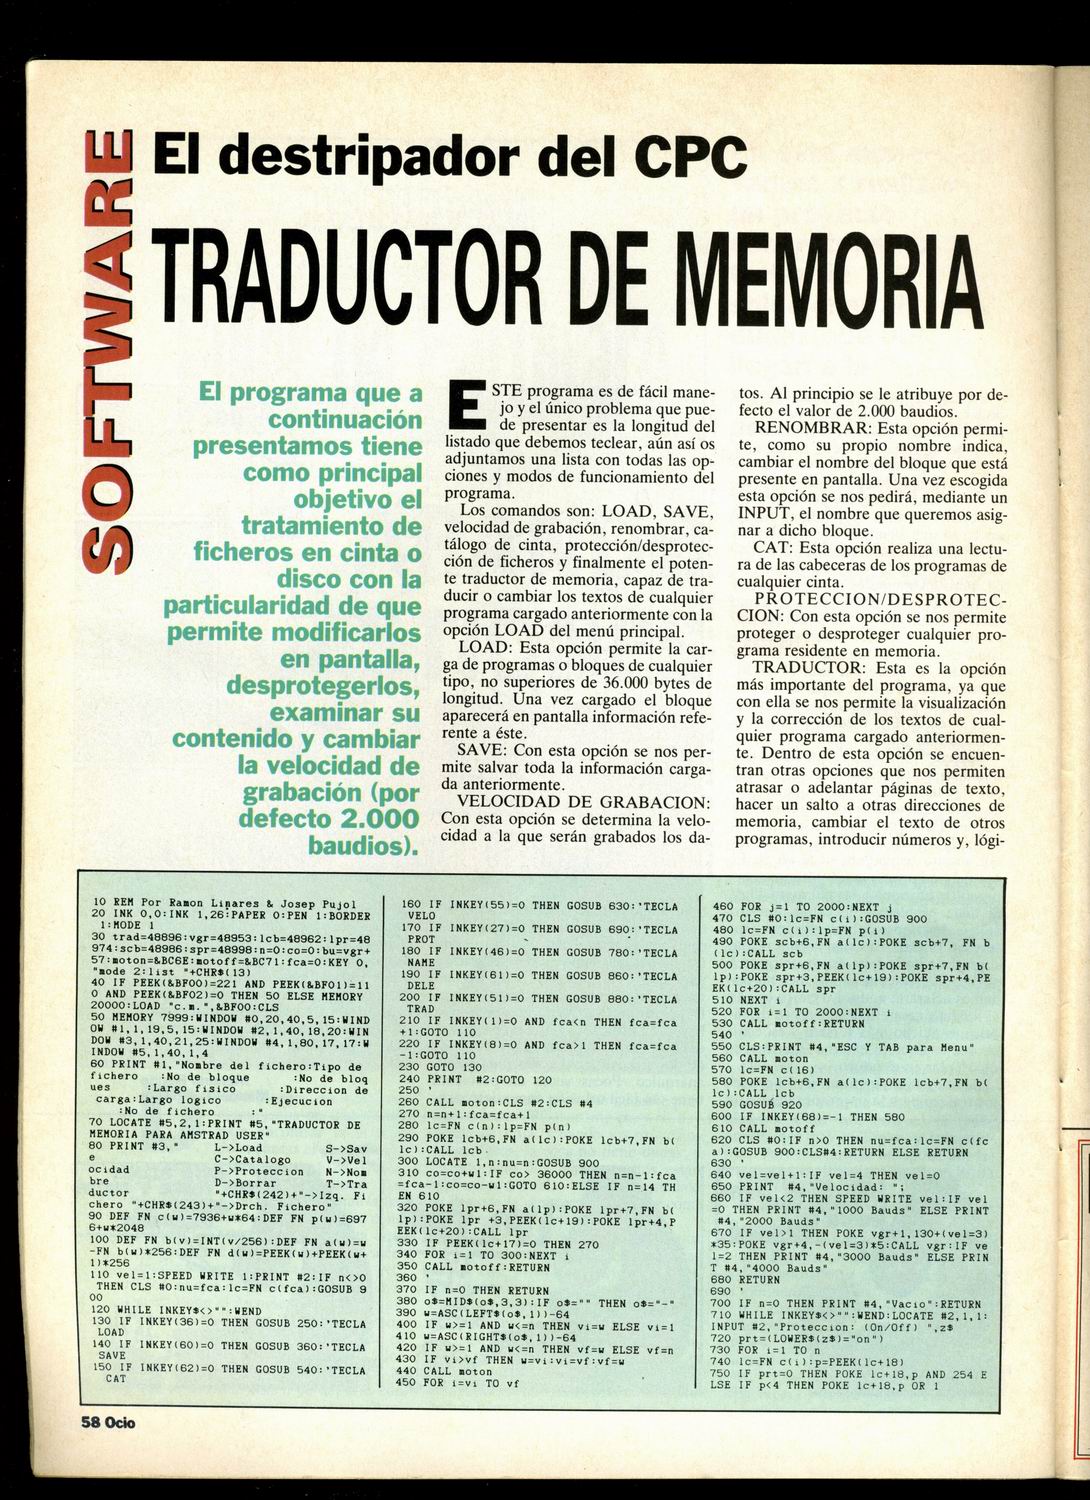 SOFTWARE
El destripador del CPC
TRADUCTOR DE MEMORIA
El programa que a
continuación
presentamos tiene
como principal
objetivo el
tratamiento de
ficheros en cinta o
disco con la
particularidad de que
permite modificarlos
en pantalla,
desprotegerlos,
examinar su
contenido y cambiar
la velocidad de
grabación (por
defecto 2.000
baudios).
ESTE programa es de fácil mane-
jo y el único problema que pue-
de presentar es la longitud del
listado que debemos teclear, aún así os
adjuntamos una lista con todas las op-
ciones y modos de funcionamiento del
programa.
Los comandos son: LOAD, SAVE,
velocidad de grabación, renombrar, ca-
tálogo de cinta, protección/desprotec-
ción de ficheros y finalmente el poten-
te traductor de memoria, capaz de tra-
ducir o cambiar los textos de cualquier
programa cargado anteriormente con la
opción LOAD del menú principal.
LOAD: Esta opción permite la car-
ga de programas o bloques de cualquier
tipo, no superiores de 36.000 bytes de
longitud. Una vez cargado el bloque
aparecerá en pantalla información refe-
rente a éste.
SAVE: Con esta opción se nos per-
mite salvar toda la información carga-
da anteriormente.
VELOCIDAD DE GRABACION:
Con esta opción se determina la velo-
cidad a la que serán grabados los da-
tos. Al principio se le atribuye por de-
fecto el valor de 2.000 baudios.
RENOMBRAR: Esta opción permi-
te, como su propio nombre indica,
cambiar el nombre del bloque que está
presente en pantalla. Una vez escogida
esta opción se nos pedirá, mediante un
INPUT, el nombre que queremos asig-
nar a dicho bloque.
CAT: Esta opción realiza una lectu-
ra de las cabeceras de los programas de
cualquier cinta.
PROTECCION/DESPROTEC-
CION: Con esta opción se nos permite
proteger o desproteger cualquier pro-
grama residente en memoria.
TRADUCTOR: Esta es la opción
más importante del programa, ya que
con ella se nos permite la visualización
y la corrección de los textos de cual-
quier programa cargado anteriormen-
te. Dentro de esta opción se encuen-
tran otras opciones que nos permiten
atrasar o adelantar páginas de texto,
hacer un salto a otras direcciones de
memoria, cambiar el texto de otros
programas, introducir números y, lógi-
10 REM Por Ramon Linares & Josep Pujol
20 INK 0,0:INK 1,26:PAPER 0:PEN 1:BORDER
1:MODE 1
30 trad=48896:vgr=48953:lcb=48962:lpr=48
974:scb=48986:spr=48998:n=0:co=0:bu=vgr+
57:moton=&BC6E:motoff=&BC71:fca=0:KEY 0,
"mode 2:list "+CHR$(13)
40 IF PEEK(&BF00)=221 AND PEEK(&BF01)=11
0 AND PEEK(&BF02)=0 THEN 50 ELSE MEMORY
20000:LOAD "c.m.",&BF00:CLS
50 MEMORY 7999:WINDOW #0,20,40,5,15:WIND
OW #1,1,19,5,15:WINDOW #2,1,40,18,20:WIN
DOW #3,1,40,21,25:WINDOW #4,1,80,17,17:W
INDOW #5,1,40,1,4
60 PRINT #1,"Nombre del fichero:Tipo de
fichero :No de bloque :No de bloq
ues :Largo fisico :Direccion de
carga:Largo logico :Ejecucion
:No de fichero :"
70 LOCATE #5,2,1:PRINT #5,"TRADUCTOR DE
MEMORIA PARA AMSTRAD USER"
80 PRINT #3," L->Load S->Sav
e C->Catalogo V->Vel
ocidad P->Proteccion N->Nom
bre D->Borrar T->Tra
ductor "+CHR$(242)+"->Izq. Fi
chero "+CHR$(243)+"->Drch. Fichero"
90 DEF FN c(w)=7936+w*64:DEF FN p(w)=697
6+w*2048
100 DEF FN b(v)=INT(v/256):DEF FN a(w)=w
-FN b(w)*256:DEF FN d(w)=PEEK(w)+PEEK(w+
1)*256
110 vel=1:SPEED WRITE 1:PRINT #2:IF n<>0
THEN CLS #0:nu=fca:lc=FN c(fca):GOSUB 9
00
120 WHILE INKEY$<>"":WEND
130 IF INKEY(36)=0 THEN GOSUB 250:'TECLA
LOAD
140 IF INKEY(60)=0 THEN GOSUB 360:'TECLA
SAVE
150 IF INKEY(62)=0 THEN GOSUB 540:'TECLA
CAT
160 IF INKEY(55)=0 THEN GOSUB 630:'TECLA
VELO
170 IF INKEY(27)=0 THEN GOSUB 690:'TECLA
PROT
180 IF INKEY(46)=0 THEN GOSUB 780:'TECLA
NAME
190 IF INKEY(61)=0 THEN GOSUB 860:'TECLA
DELE
200 IF INKEY(51)=0 THEN GOSUB 880:'TECLA
TRAD
210 IF INKEY(1)=0 AND fca<n THEN fca=fca
+1:GOTO 110
220 IF INKEY(8)=0 AND fca>1 THEN fca=fca
-1:GOTO 110
230 GOTO 130
240 PRINT #2:GOTO 120
250 '
260 CALL moton:CLS #2:CLS #4
270 n=n+1:fca=fca+1
280 lc=FN c(n):lp=FN p(n)
290 POKE lcb+6,FN a(lc):POKE lcb+7,FN b(
lc):CALL lcb
300 LOCATE 1,n:nu=n:GOSUB 900
310 co=co+w1:IF co> 36000 THEN n=n-1:fca
=fca-1:co=co-w1:GOTO 610:ELSE IF n=14 TH
EN 610
320 POKE lpr+6,FN a(lp):POKE lpr+7,FN b(
lp):POKE lpr +3,PEEK(lc+19):POKE lpr+4,P
EEK(lc+20):CALL lpr
330 IF PEEK(lc+17)=0 THEN 270
340 FOR i=1 TO 300:NEXT i
350 CALL motoff:RETURN
360 '
370 IF n=0 THEN RETURN
380 o$=MID$(o$,3,3):IF o$="" THEN o$="-"
390 w=ASC(LEFT$(o$,1))-64
400 IF w>=1 AND w<=n THEN vi=w ELSE vi=1
410 w=ASC(RIGHT$(o$,1))-64
420 IF w>=1 AND w<=n THEN vf=w ELSE vf=n
430 IF vi>vf THEN w=vi:vi=vf:vf=w
440 CALL moton
450 FOR i=vi TO vf
460 FOR j=1 TO 2000:NEXT j
470 CLS #0:lc=FN c(i):GOSUB 900
480 lc=FN c(i):lp=FN p(i)
490 POKE scb+6,FN a(lc):POKE scb+7, FN b
(lc):CALL scb
500 POKE spr+6,FN a(lp):POKE spr+7,FN b(
lp):POKE spr+3,PEEK(lc+19):POKE spr+4,PE
EK(lc+20):CALL spr
510 NEXT i
520 FOR i=1 TO 2000:NEXT i
530 CALL motoff:RETURN
540 '
550 CLS:PRINT #4,"ESC Y TAB para Menu"
560 CALL moton
570 lc=FN c(16)
580 POKE lcb+6,FN a(lc):POKE lcb+7,FN b(
lc):CALL lcb
590 GOSUB 920
600 IF INKEY(68)=-1 THEN 580
610 CALL motoff
620 CLS #0:IF n>0 THEN nu=fca:lc=FN c(fc
a):GOSUB 900:CLS#4:RETURN ELSE RETURN
630 '
640 vel=vel+1:IF vel=4 THEN vel=0
650 PRINT #4,"Velocidad: ";
660 IF vel<2 THEN SPEED WRITE vel:IF vel
=0 THEN PRINT #4,"1000 Bauds" ELSE PRINT
#4,"2000 Bauds"
670 IF vel>1 THEN POKE vgr+1,130+(vel=3)
*35:POKE vgr+4,-(vel=3)*5:CALL vgr:IF ve
l=2 THEN PRINT #4,"3000 Bauds" ELSE PRIN
T #4,"4000 Bauds"
680 RETURN
690 '
700 IF n=0 THEN PRINT #4,"Vacio":RETURN
710 WHILE INKEY$<>"":WEND:LOCATE #2,1,1:
INPUT #2,"Proteccion: (On/Off) ",z$
720 prt=(LOWER$(z$)="on")
730 FOR i=1 TO n
740 lc=FN c(i):p=PEEK(lc+18)
750 IF prt=0 THEN POKE lc+18,p AND 254 E
LSE IF p<4 THEN POKE lc+18,p OR 1
58 Ocio